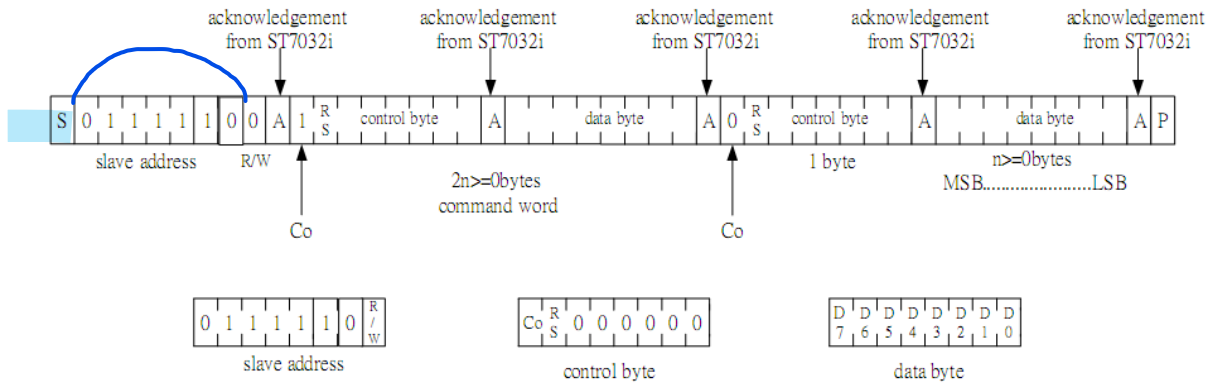 acknowledgement from ST7032i
acknowledgement from ST7032i
acknowledgement from ST7032i
acknowledgement from ST7032i
acknowledgement from ST7032i
S 0 1 1 1 1 1 0 0 A 1 RS control byte A data byte A 0 RS control byte A data byte A P
slave address R/W 1 byte n>=0bytes
2n>=0bytes MSB......................LSB
command word
Co Co
0 1 1 1 1 1 0 R/W
Co RS 0 0 0 0 0 0
D7 D6 D5 D4 D3 D2 D1 D0
slave address
control byte
data byte